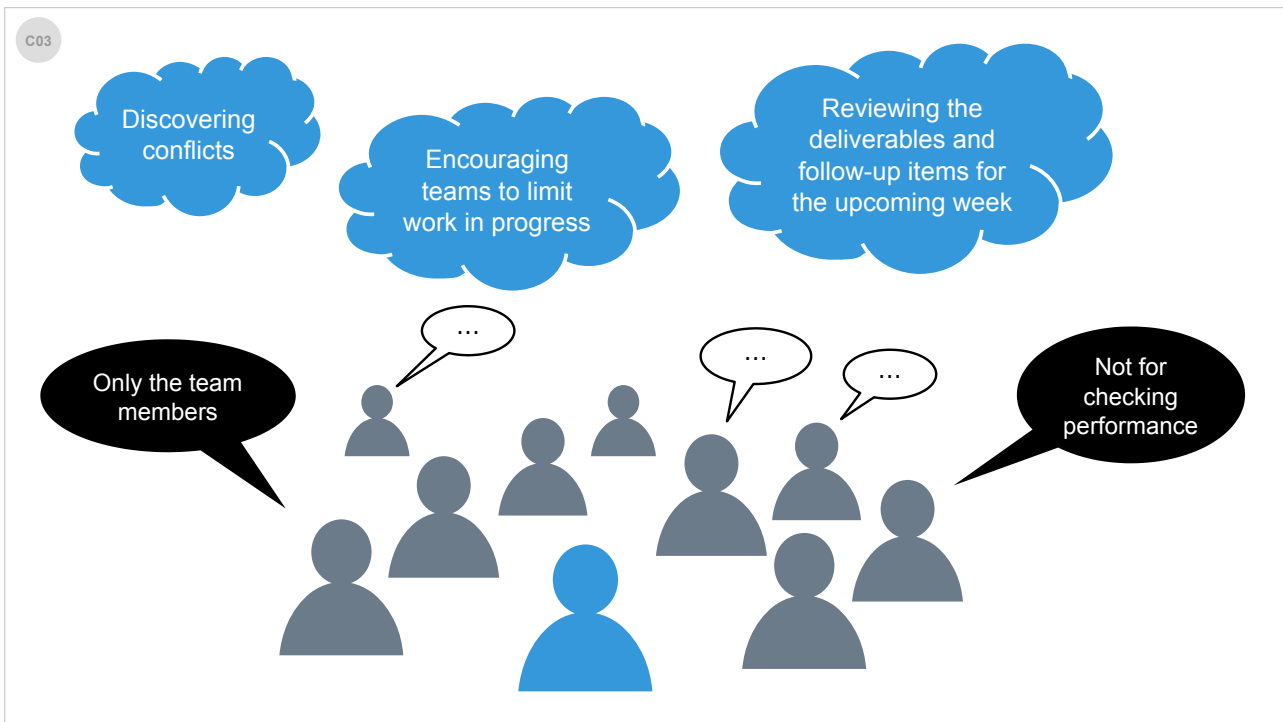 C03
Discovering
conflicts
Encouraging
teams to limit
work in progress
Reviewing the
deliverables and
follow-up items for
the upcoming week
...
...
...
Only the team
members
Not for
checking
performance